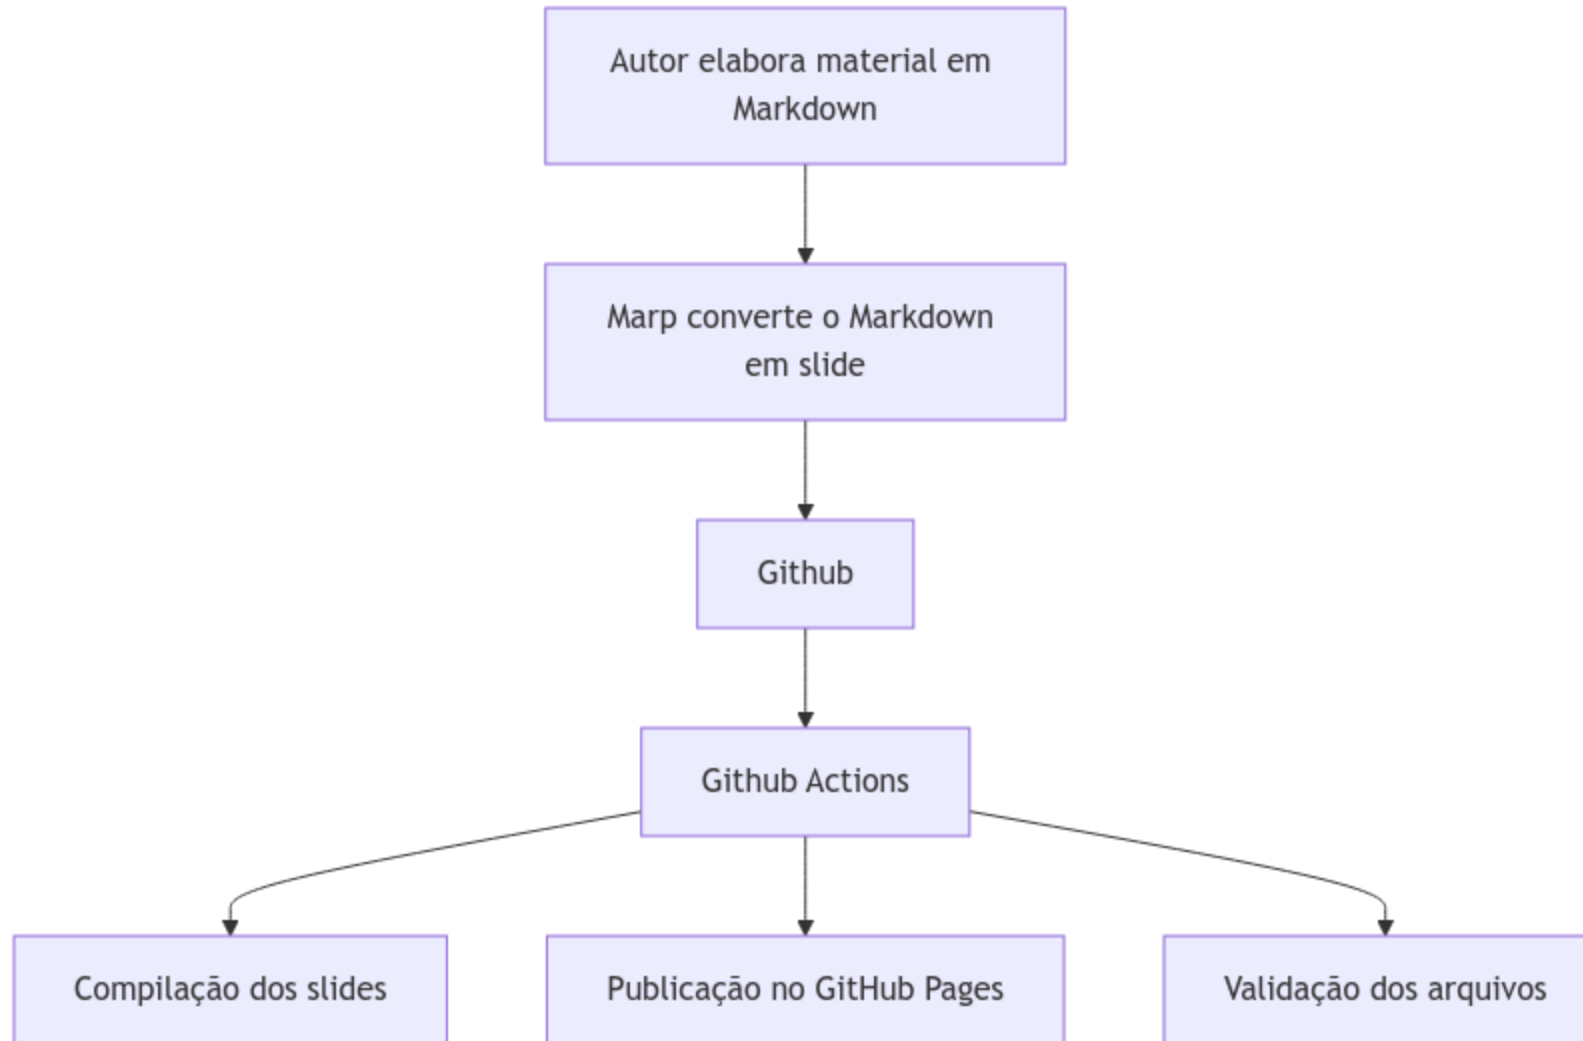 Autor elabora material em
Markdown
Marp converte o Markdown
em slide
Github
Github Actions
Compilação dos slides
Publicação no GitHub Pages
Validação dos arquivos